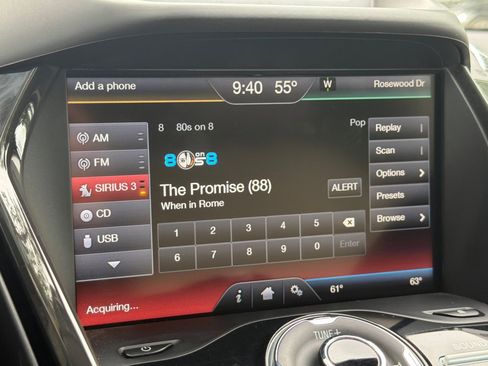 Add a phone
9:40 55°
W
Rosewood Dr
AM
FM
SIRIUS 3
CD
USB
8 80s on 8
Pop
80s on 8
The Promise (88)
When in Rome
ALERT
1 2 3 4 5
6 7 8 9 0 Enter
Replay
Scan
Options
Presets
Browse
Acquiring...
i
61°
63°
TUNE+
SOUND